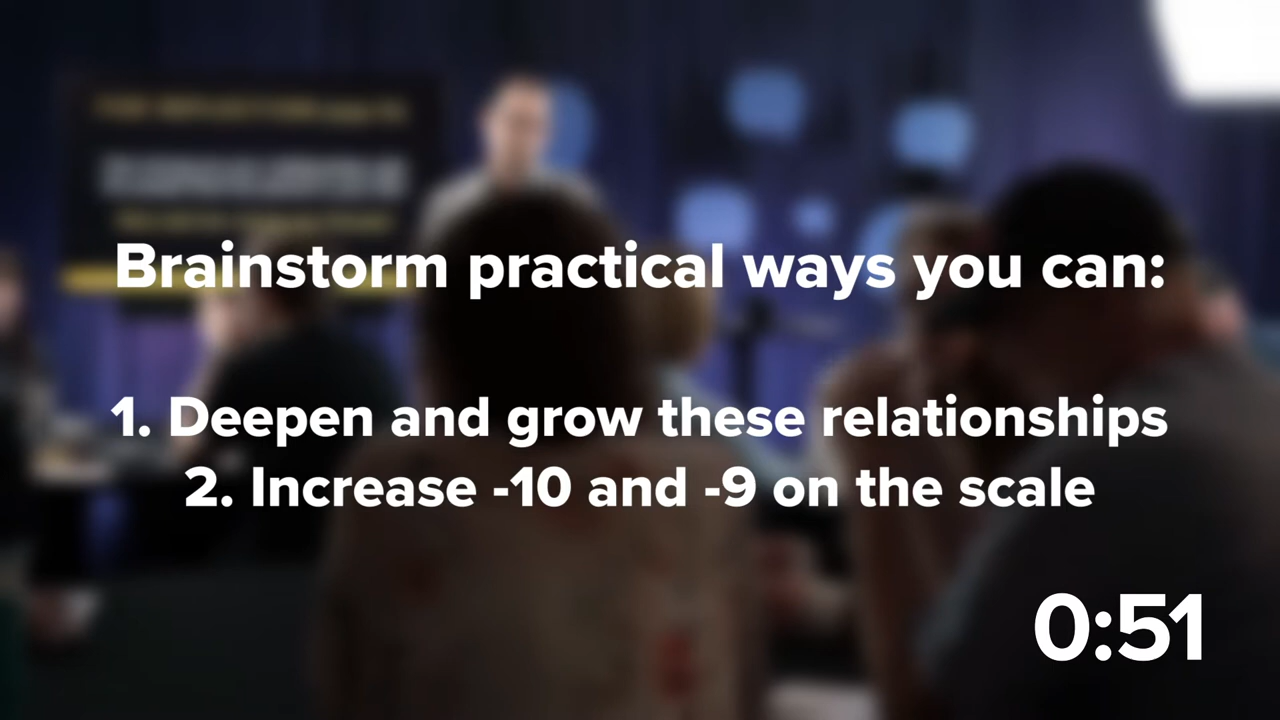 Brainstorm practical ways you can:
1. Deepen and grow these relationships
2. Increase -10 and -9 on the scale
0:51